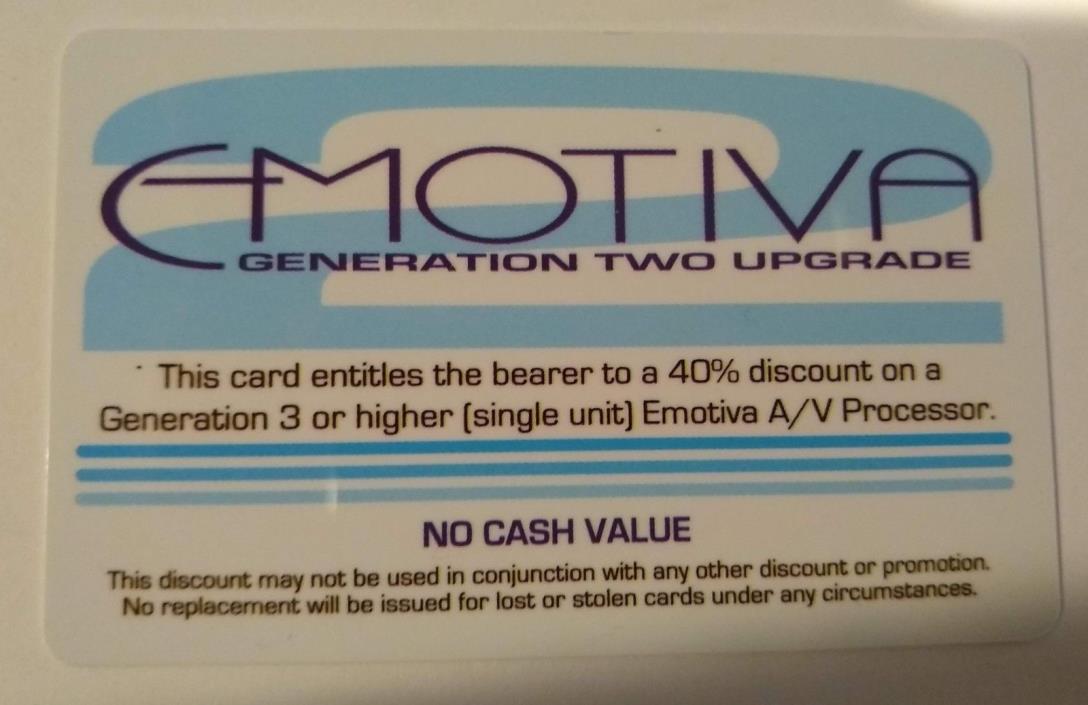 EMOTIVA
GENERATION TWO UPGRADE
This card entitles the bearer to a 40% discount on a
Generation 3 or higher (single unit) Emotiva A/V Processor.
NO CASH VALUE
This discount may not be used in conjunction with any other discount or promotion.
No replacement will be issued for lost or stolen cards under any circumstances.